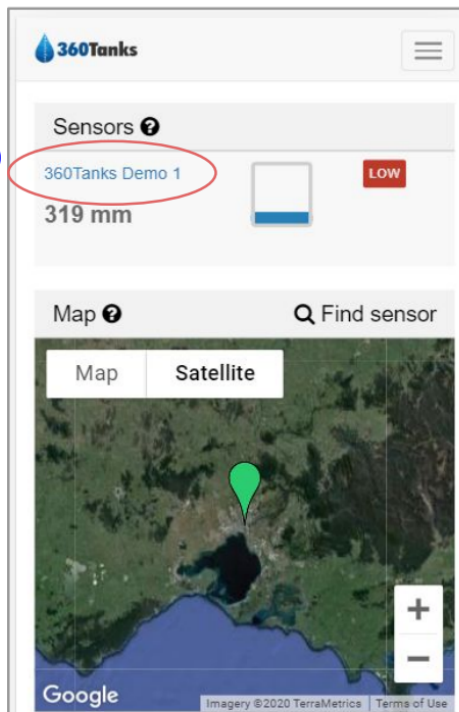 360Tanks
Sensors ?
360Tanks Demo 1
LOW
319 mm
Map ?
Find sensor
Map
Satellite
+
−
Google
Imagery ©2020 TerraMetrics
Terms of Use